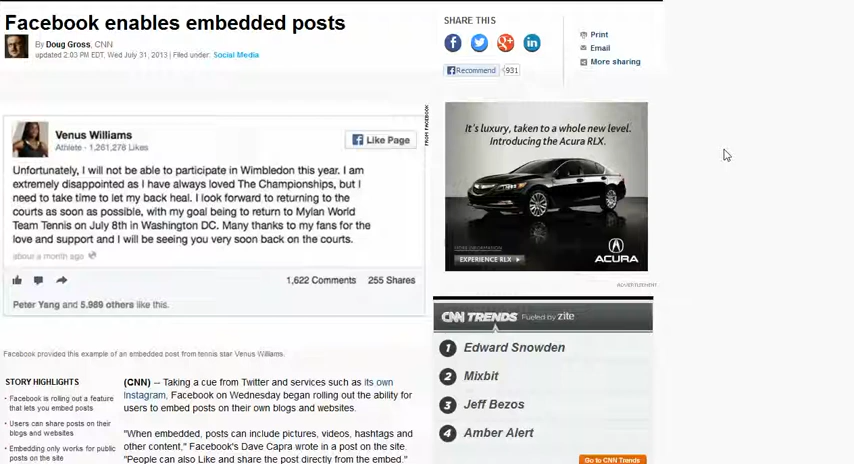 Facebook enables embedded posts
By Doug Gross, CNN
updated 2:03 PM EDT, Wed July 31, 2013 | Filed under: Social Media
SHARE THIS
Recommend 931
Print
Email
More sharing
FROM FACEBOOK
Venus Williams
Athlete · 1,261,276 Likes
Like Page
Unfortunately, I will not be able to participate in Wimbledon this year. I am
extremely disappointed as I have always loved The Championships, but I
need to take time to let my back heal. I look forward to returning to the
courts as soon as possible, with my goal being to return to Mylan World
Team Tennis on July 8th in Washington DC. Many thanks to my fans for the
love and support and I will be seeing you very soon back on the courts.
about a month ago
1,622 Comments 255 Shares
Peter Yang and 5,989 others like this.
Facebook provided this example of an embedded post from tennis star Venus Williams.
STORY HIGHLIGHTS
Facebook is rolling out a feature
that lets you embed posts
Users can share posts on their
blogs and websites
Embedding only works for public
posts on the site
(CNN) -- Taking a cue from Twitter and services such as its own
Instagram, Facebook on Wednesday began rolling out the ability for
users to embed posts on their own blogs and websites.
"When embedded, posts can include pictures, videos, hashtags and
other content," Facebook's Dave Capra wrote in a post on the site.
"People can also Like and share the post directly from the embed."
It's luxury, taken to a whole new level.
Introducing the Acura RLX.
MORE INFORMATION
EXPERIENCE RLX
ACURA
ADVERTISEMENT
CNN TRENDS Fueled by zite
1 Edward Snowden
2 Mixbit
3 Jeff Bezos
4 Amber Alert
Go to CNN Trends